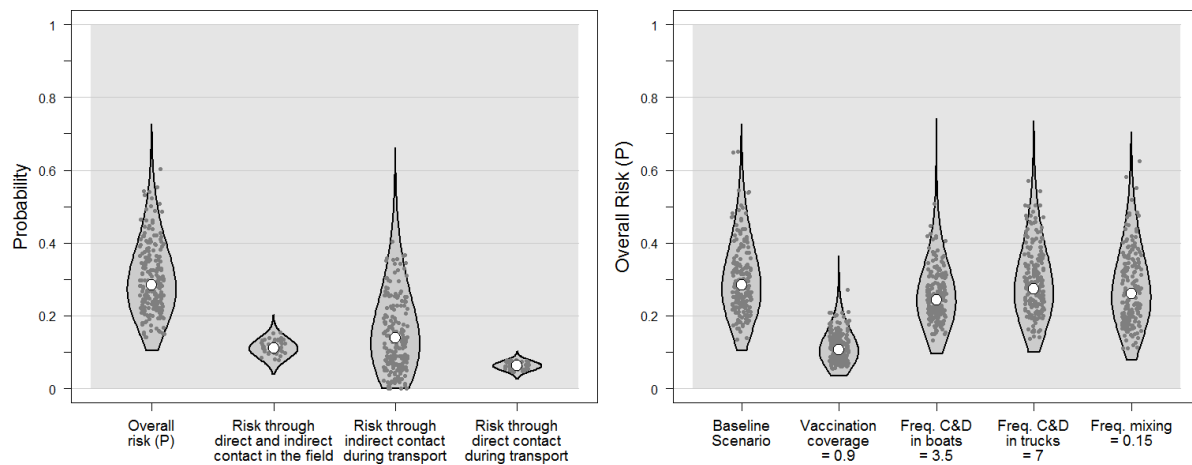 Probability
1
0.8
0.6
0.4
0.2
0
Overall
risk (P)
Risk through
direct and indirect
contact in the field
Risk through
indirect contact
during transport
Risk through
direct contact
during transport
Overall Risk (P)
1
0.8
0.6
0.4
0.2
0
Baseline
Scenario
Vaccination
coverage
= 0.9
Freq. C&D
in boats
= 3.5
Freq. C&D
in trucks
= 7
Freq. mixing
= 0.15